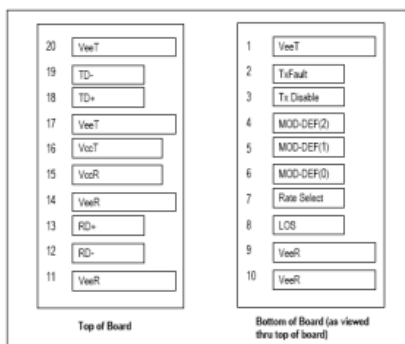 20 VeeT
19 TD-
18 TD+
17 VeeT
16 VccT
15 VccR
14 VeeR
13 RD+
12 RD-
11 VeeR
Top of Board
1 VeeT
2 TxFault
3 Tx Disable
4 MOD-DEF(2)
5 MOD-DEF(1)
6 MOD-DEF(0)
7 Rate Select
8 LOS
9 VeeR
10 VeeR
Bottom of Board (as viewed
thru top of board)